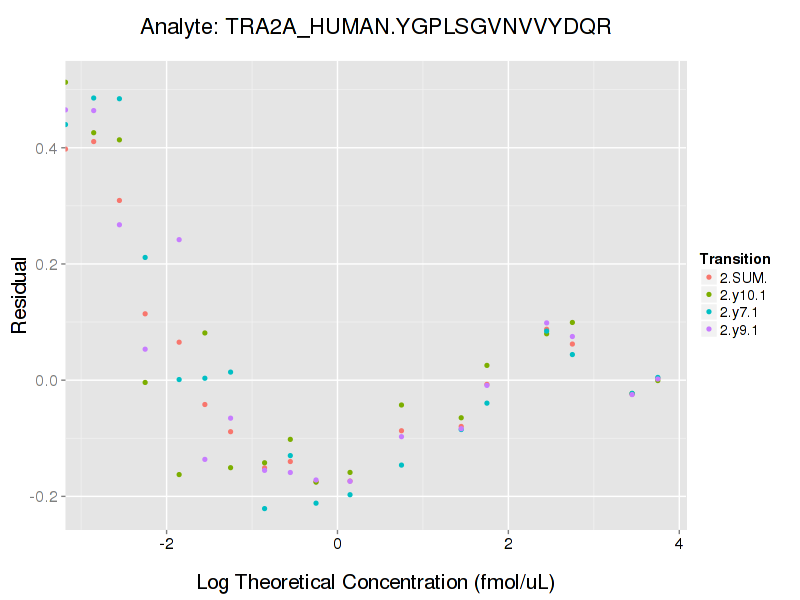 Analyte: TRA2A_HUMAN.YGPLSGVNVVYDQR
Residual
0.4
0.2
0.0
-0.2
-2
0
2
4
Log Theoretical Concentration (fmol/uL)
Transition
2.SUM.
2.y10.1
2.y7.1
2.y9.1